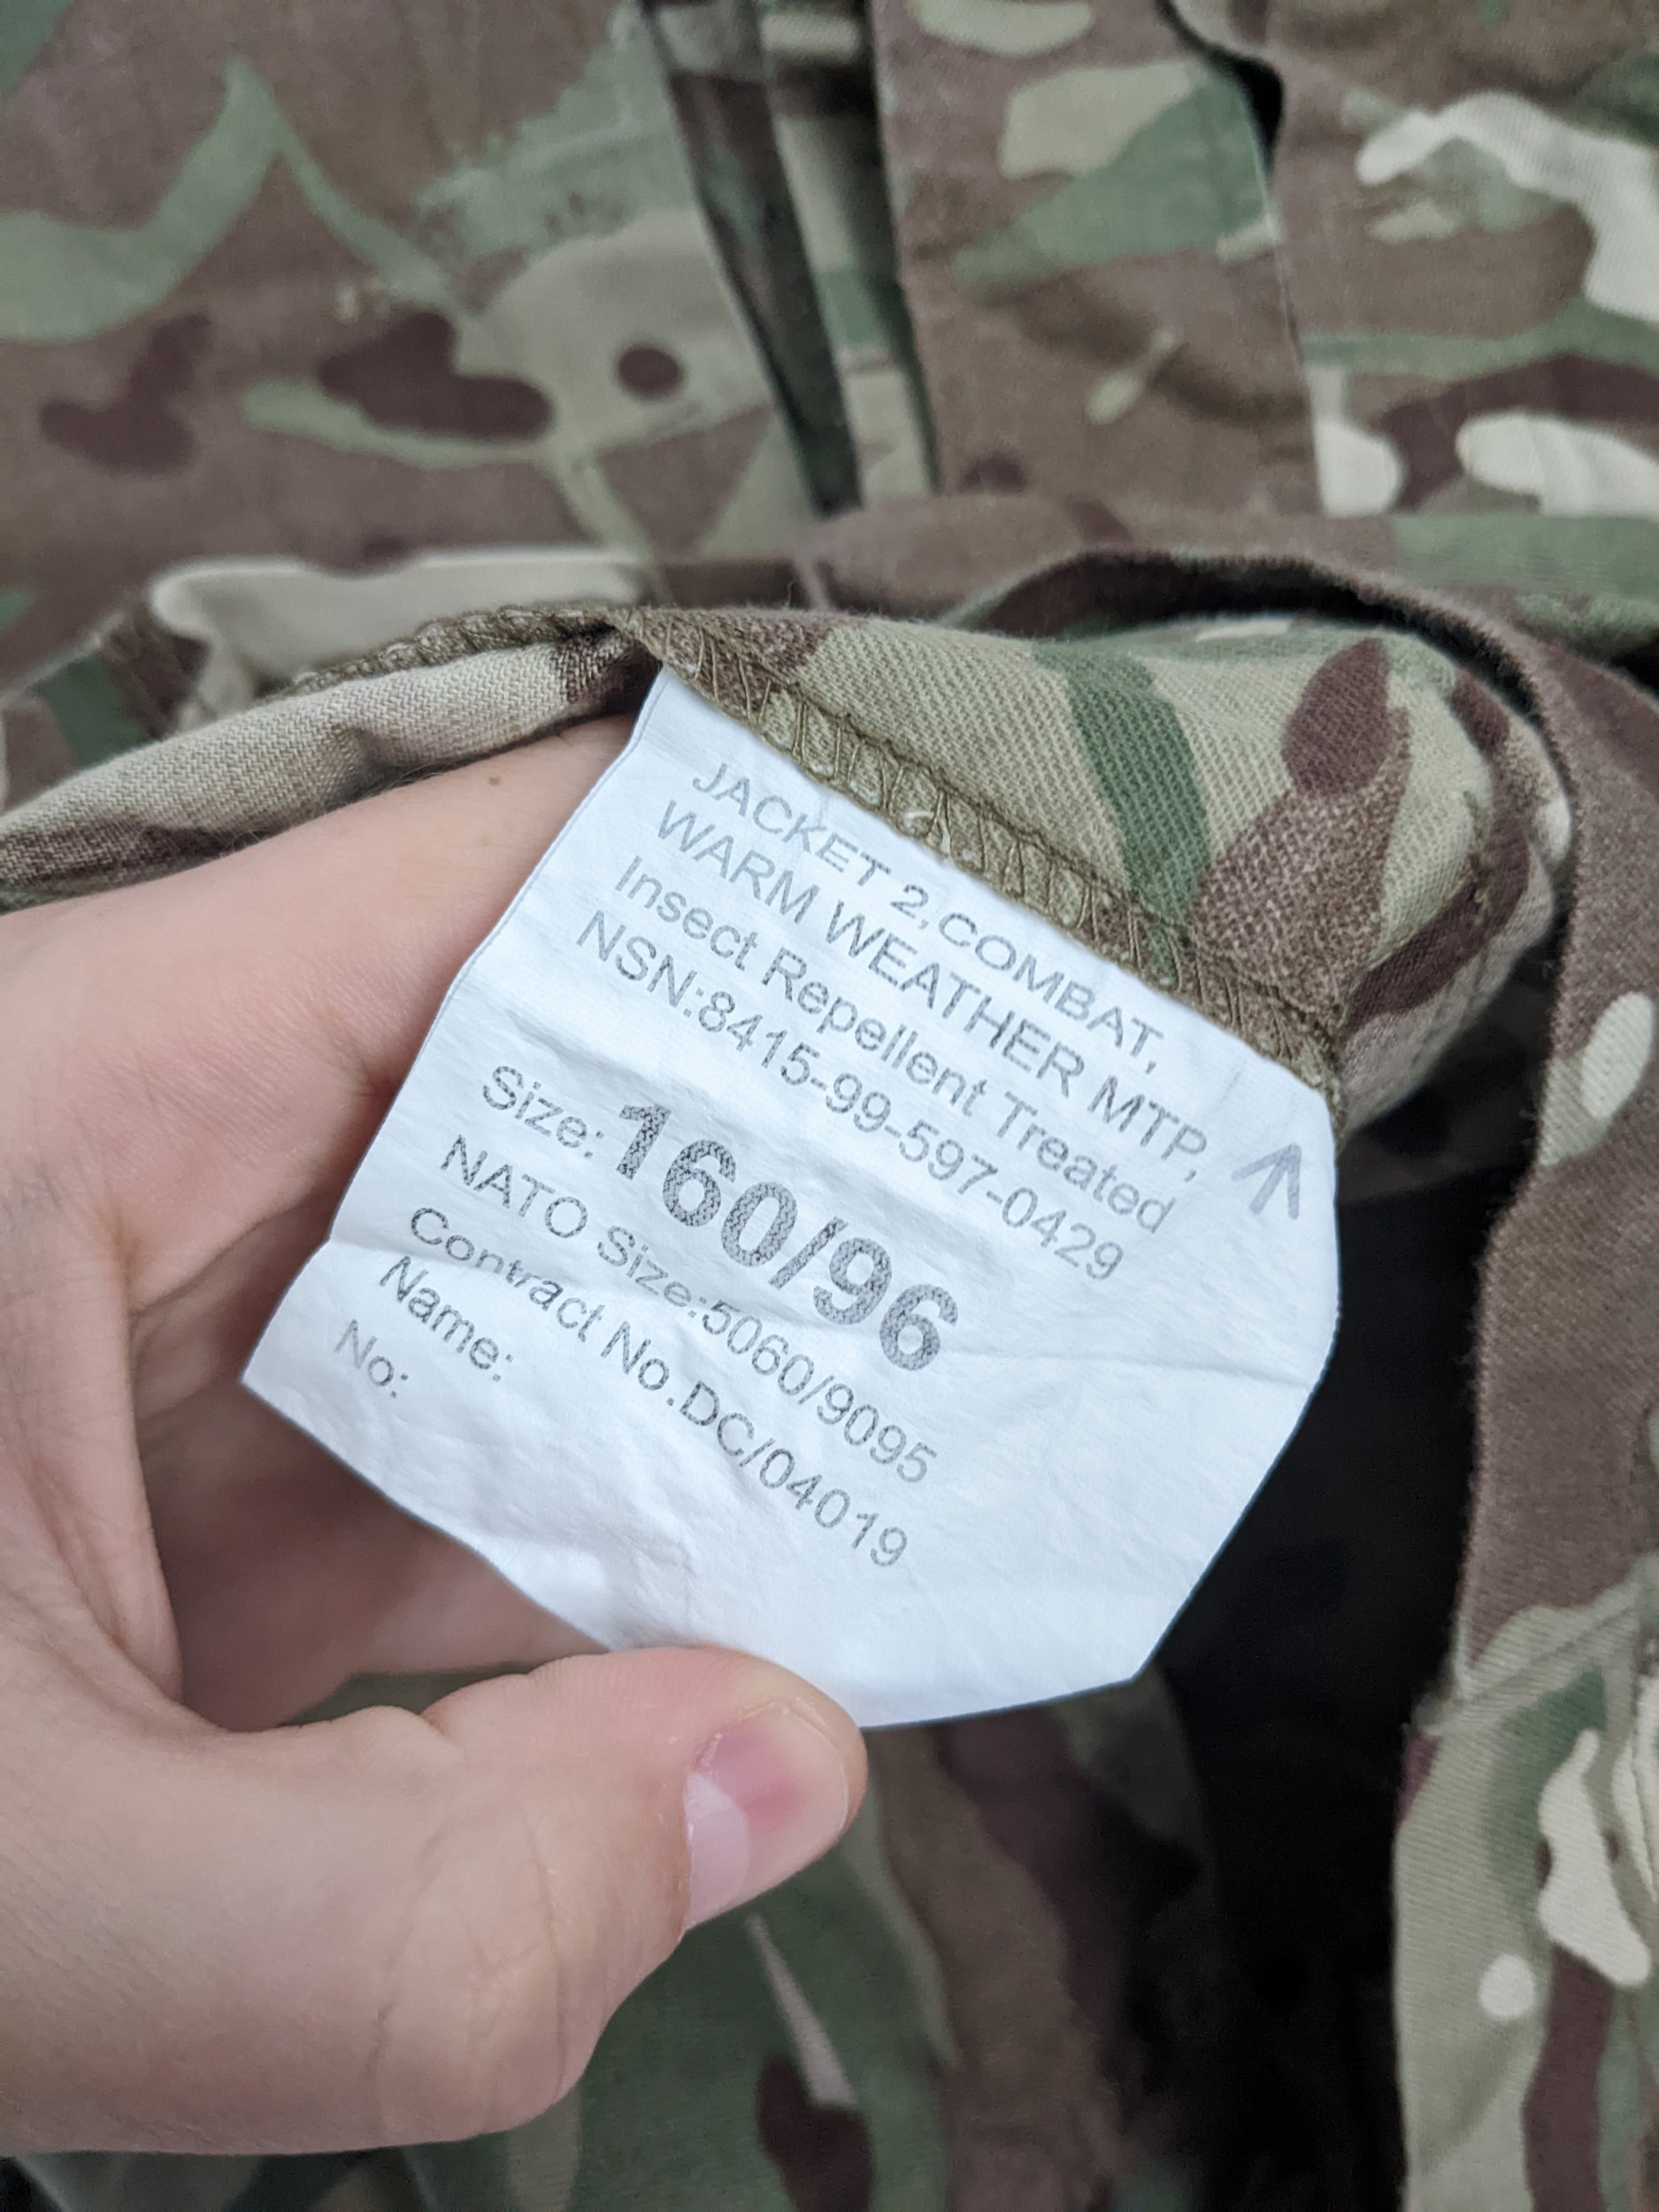 JACKET 2,COMBAT,
WARM WEATHER MTP,
Insect Repellent Treated
NSN:8415-99-597-0429
Size:160/96
NATO Size:5060/9095
Contract No.DC/04019
Name:
No: